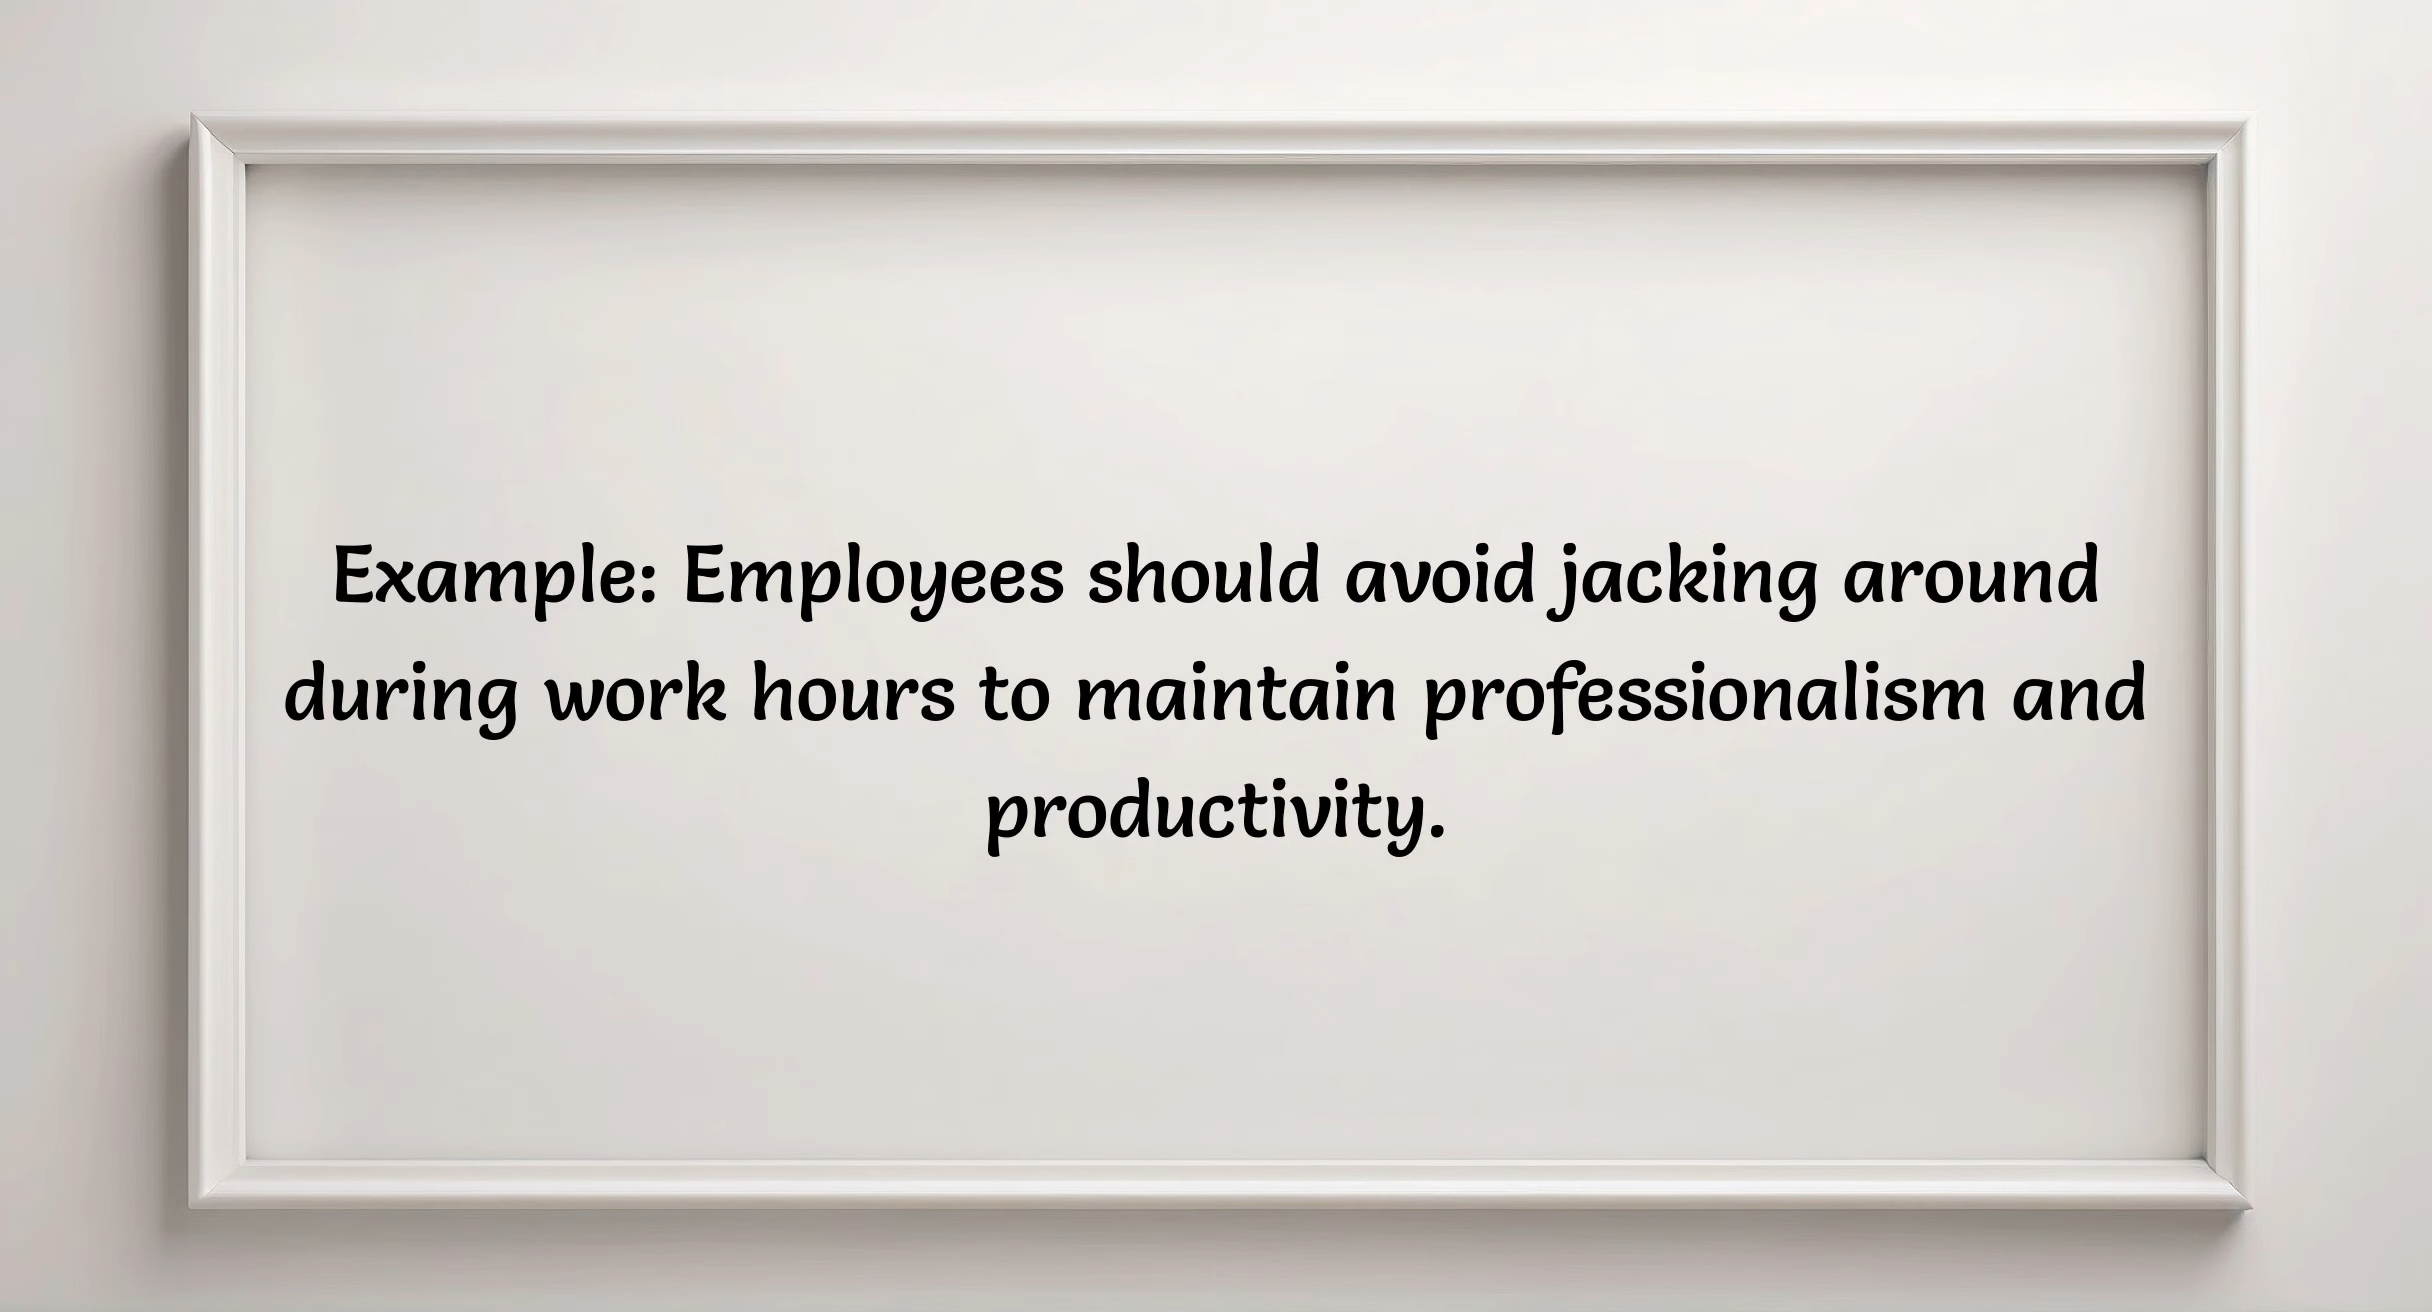 Example: Employees should avoid jacking around
during work hours to maintain professionalism and
productivity.